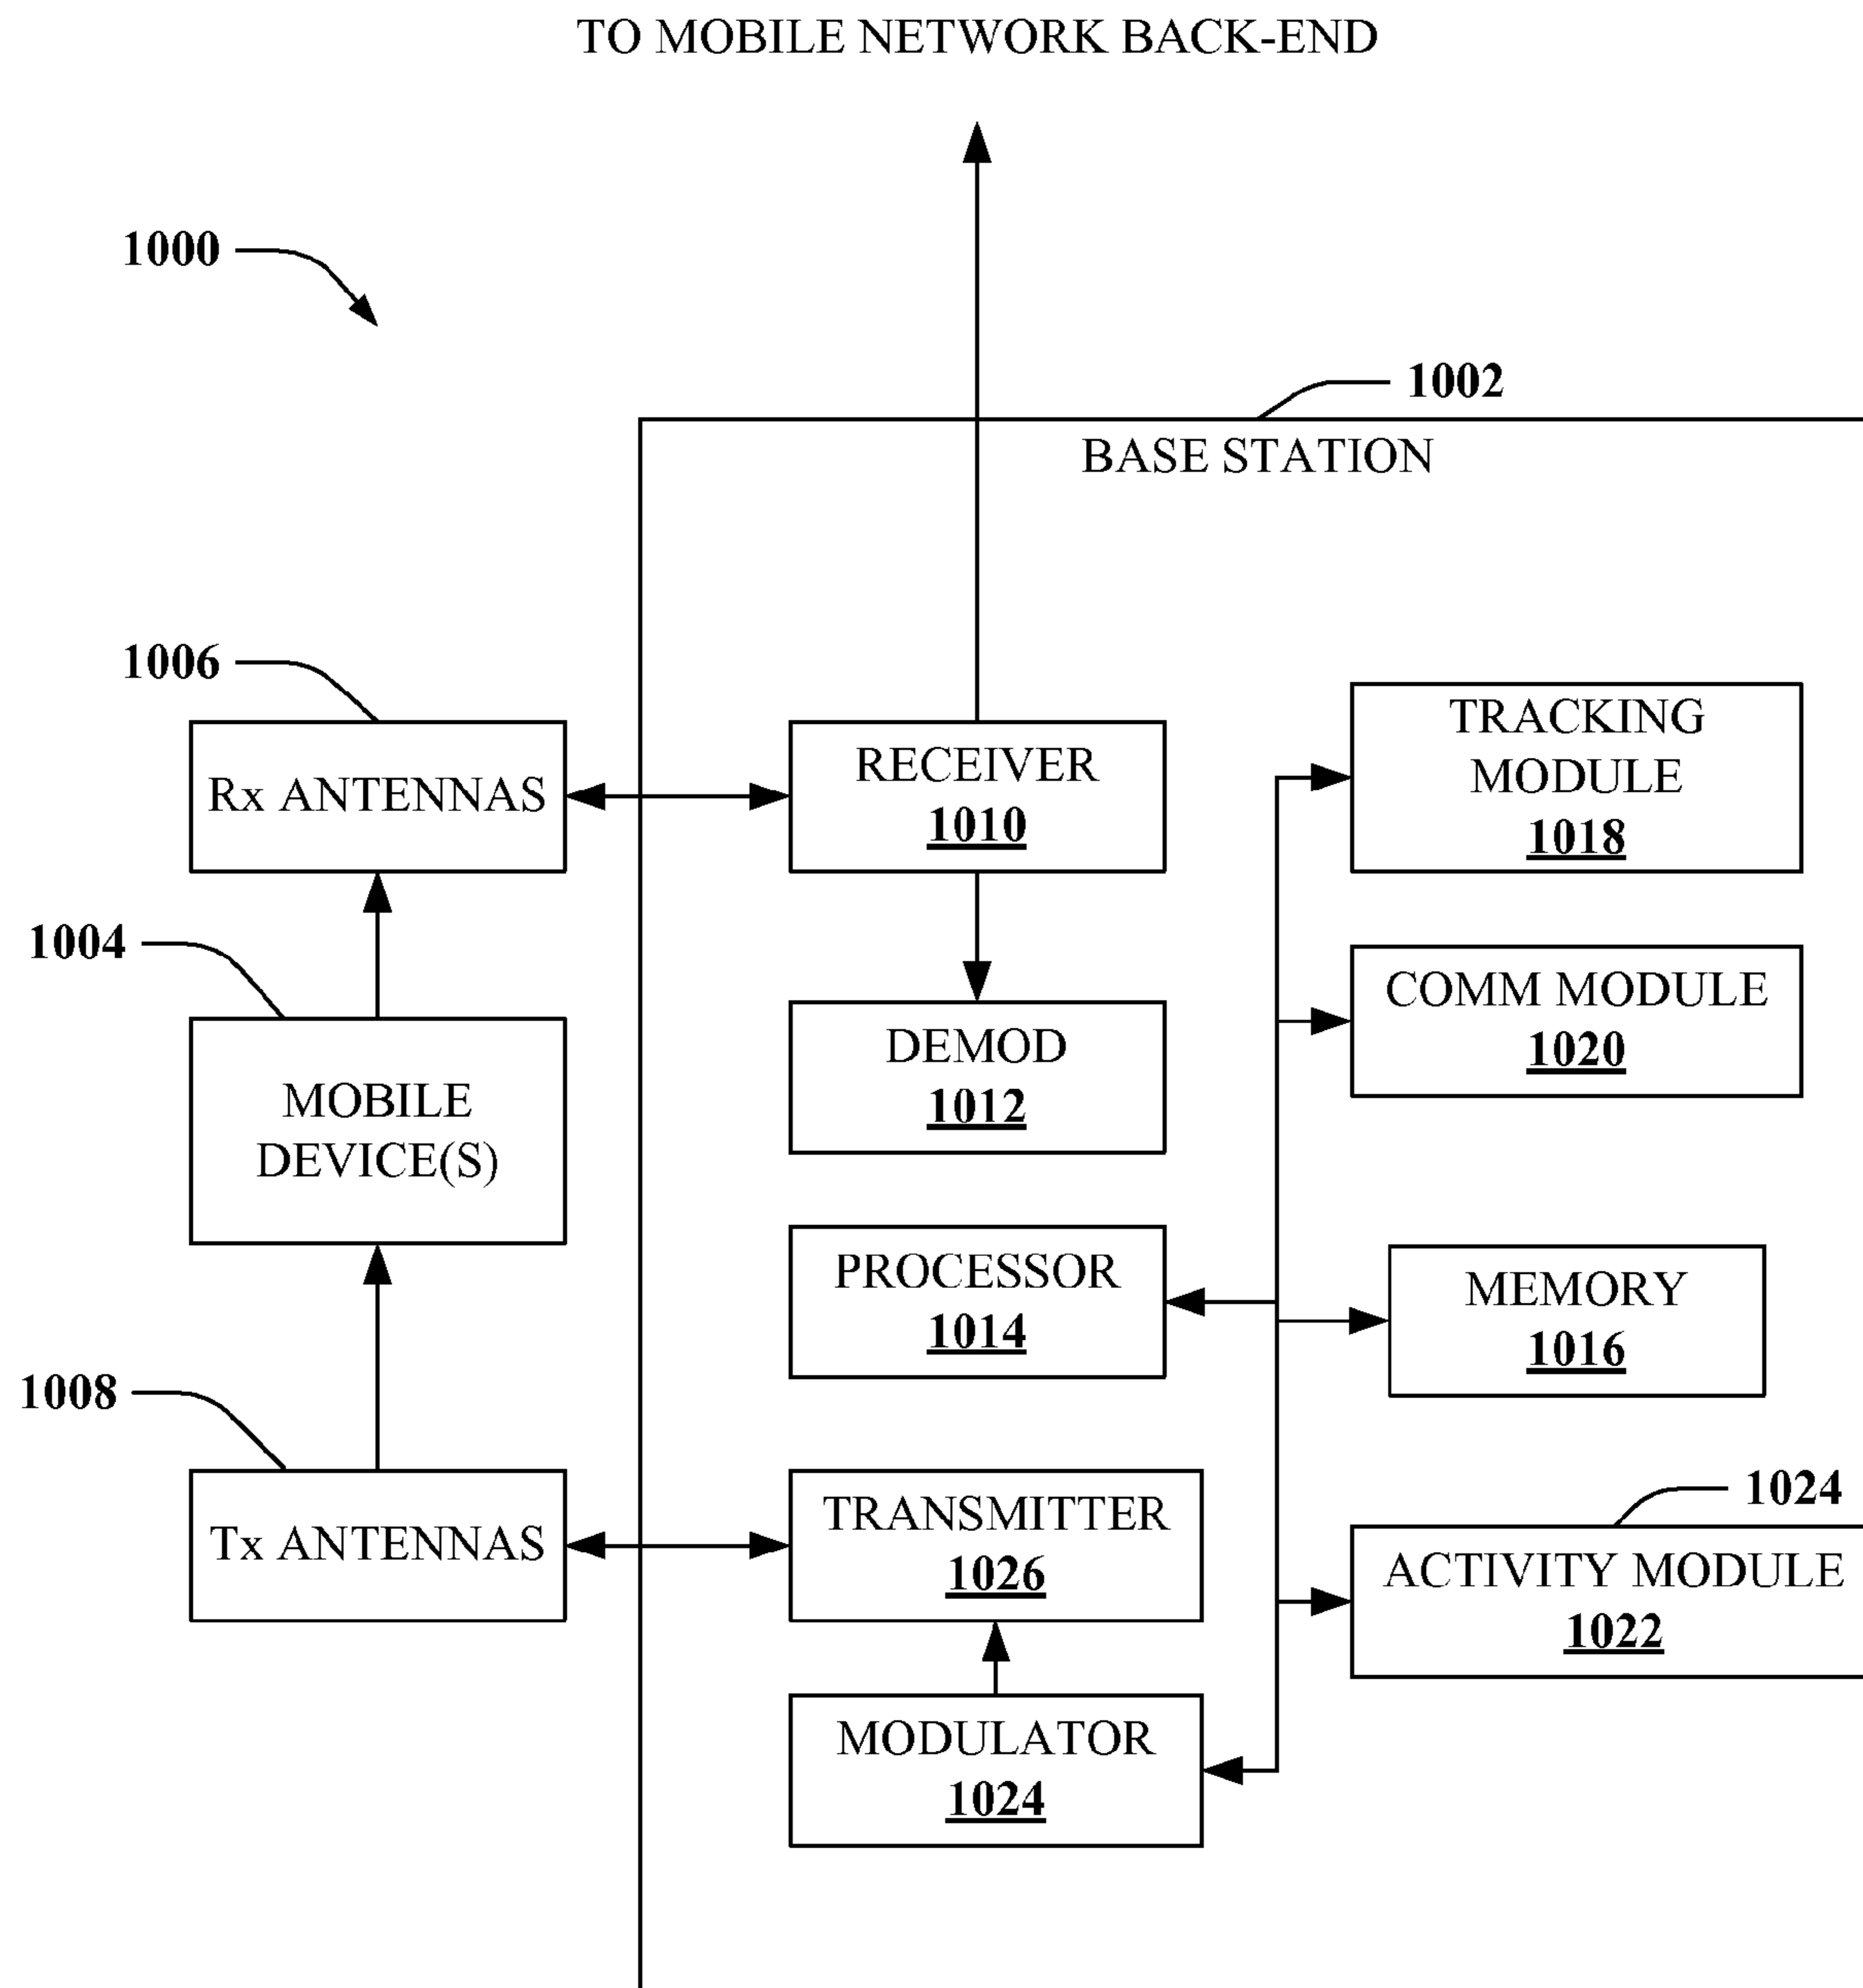 TO MOBILE NETWORK BACK-END
1000
1002
BASE STATION
1006
Rx ANTENNAS
RECEIVER
1010
TRACKING
MODULE
1018
1004
MOBILE
DEVICE(S)
DEMOD
1012
COMM MODULE
1020
PROCESSOR
1014
MEMORY
1016
1008
Tx ANTENNAS
TRANSMITTER
1026
1024
ACTIVITY MODULE
1022
MODULATOR
1024